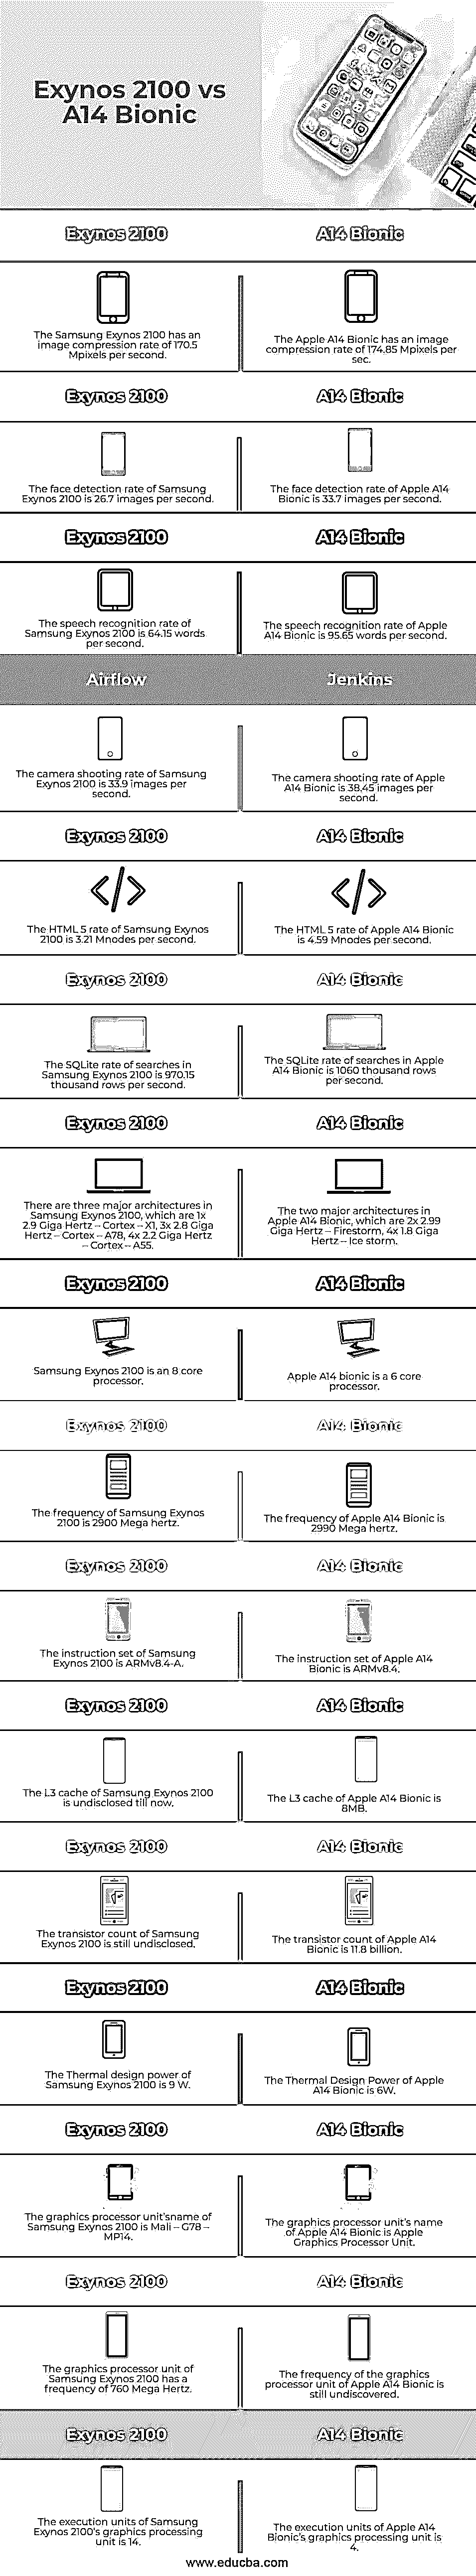 Exynos 2100 vs
A14 Bionic
Exynos 2100
A14 Bionic
The Samsung Exynos 2100 has an
image compression rate of 170.5
Mpixels per second.
The Apple A14 Bionic has an image
compression rate of 174.85 Mpixels per
sec.
Exynos 2100
A14 Bionic
The face detection rate of Samsung
Exynos 2100 is 26.7 images per second.
The face detection rate of Apple A14
Bionic is 33.7 images per second.
Exynos 2100
A14 Bionic
The speech recognition rate of
Samsung Exynos 2100 is 64.15 words
per second.
The speech recognition rate of Apple
A14 Bionic is 95.65 words per second.
Airflow
Jenkins
The camera shooting rate of Samsung
Exynos 2100 is 33.9 images per
second.
The camera shooting rate of Apple
A14 Bionic is 38.45 images per
second.
Exynos 2100
A14 Bionic
The HTML 5 rate of Samsung Exynos
2100 is 3.21 Mnodes per second.
The HTML 5 rate of Apple A14 Bionic
is 4.59 Mnodes per second.
Exynos 2100
A14 Bionic
The SQLite rate of searches in
Samsung Exynos 2100 is 970.15
thousand rows per second.
The SQLite rate of searches in Apple
A14 Bionic is 1060 thousand rows
per second.
Exynos 2100
A14 Bionic
There are three major architectures in
Samsung Exynos 2100, which are 1x
2.9 Giga Hertz – Cortex – X1, 3x 2.8 Giga
Hertz – Cortex – A78, 4x 2.2 Giga Hertz
– Cortex – A55.
The two major architectures in
Apple A14 Bionic, which are 2x 2.99
Giga Hertz – Firestorm, 4x 1.8 Giga
Hertz – Ice storm.
Exynos 2100
A14 Bionic
Samsung Exynos 2100 is an 8 core
processor.
Apple A14 bionic is a 6 core
processor.
Exynos 2100
A14 Bionic
The frequency of Samsung Exynos
2100 is 2900 Mega hertz.
The frequency of Apple A14 Bionic is
2990 Mega hertz.
Exynos 2100
A14 Bionic
The instruction set of Samsung
Exynos 2100 is ARMv8.4-A.
The instruction set of Apple A14
Bionic is ARMv8.4.
Exynos 2100
A14 Bionic
The L3 cache of Samsung Exynos 2100
is undisclosed till now.
The L3 cache of Apple A14 Bionic is
8MB.
Exynos 2100
A14 Bionic
The transistor count of Samsung
Exynos 2100 is still undisclosed.
The transistor count of Apple A14
Bionic is 11.8 billion.
Exynos 2100
A14 Bionic
The Thermal design power of
Samsung Exynos 2100 is 9 W.
The Thermal Design Power of Apple
A14 Bionic is 6W.
Exynos 2100
A14 Bionic
The graphics processor unit'sname of
Samsung Exynos 2100 is Mali – G78 –
MP14.
The graphics processor unit's name
of Apple A14 Bionic is Apple
Graphics Processor Unit.
Exynos 2100
A14 Bionic
The graphics processor unit of
Samsung Exynos 2100 has a
frequency of 760 Mega Hertz.
The frequency of the graphics
processor unit of Apple A14 Bionic is
still undiscovered.
Exynos 2100
A14 Bionic
The execution units of Samsung
Exynos 2100's graphics processing
unit is 14.
The execution units of Apple A14
Bionic's graphics processing unit is
4.
www.educba.com